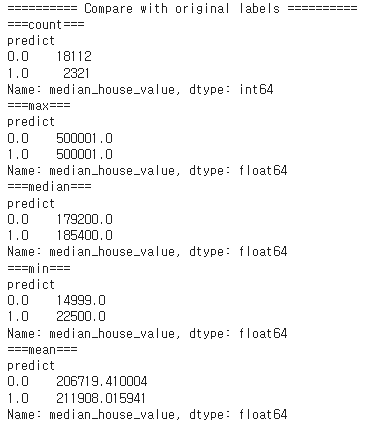 ========== Compare with original labels ==========
===count===
predict
0.0    18112
1.0     2321
Name: median_house_value, dtype: int64
===max===
predict
0.0    500001.0
1.0    500001.0
Name: median_house_value, dtype: float64
===median===
predict
0.0    179200.0
1.0    185400.0
Name: median_house_value, dtype: float64
===min===
predict
0.0    14999.0
1.0    22500.0
Name: median_house_value, dtype: float64
===mean===
predict
0.0    206719.410004
1.0    211908.015941
Name: median_house_value, dtype: float64